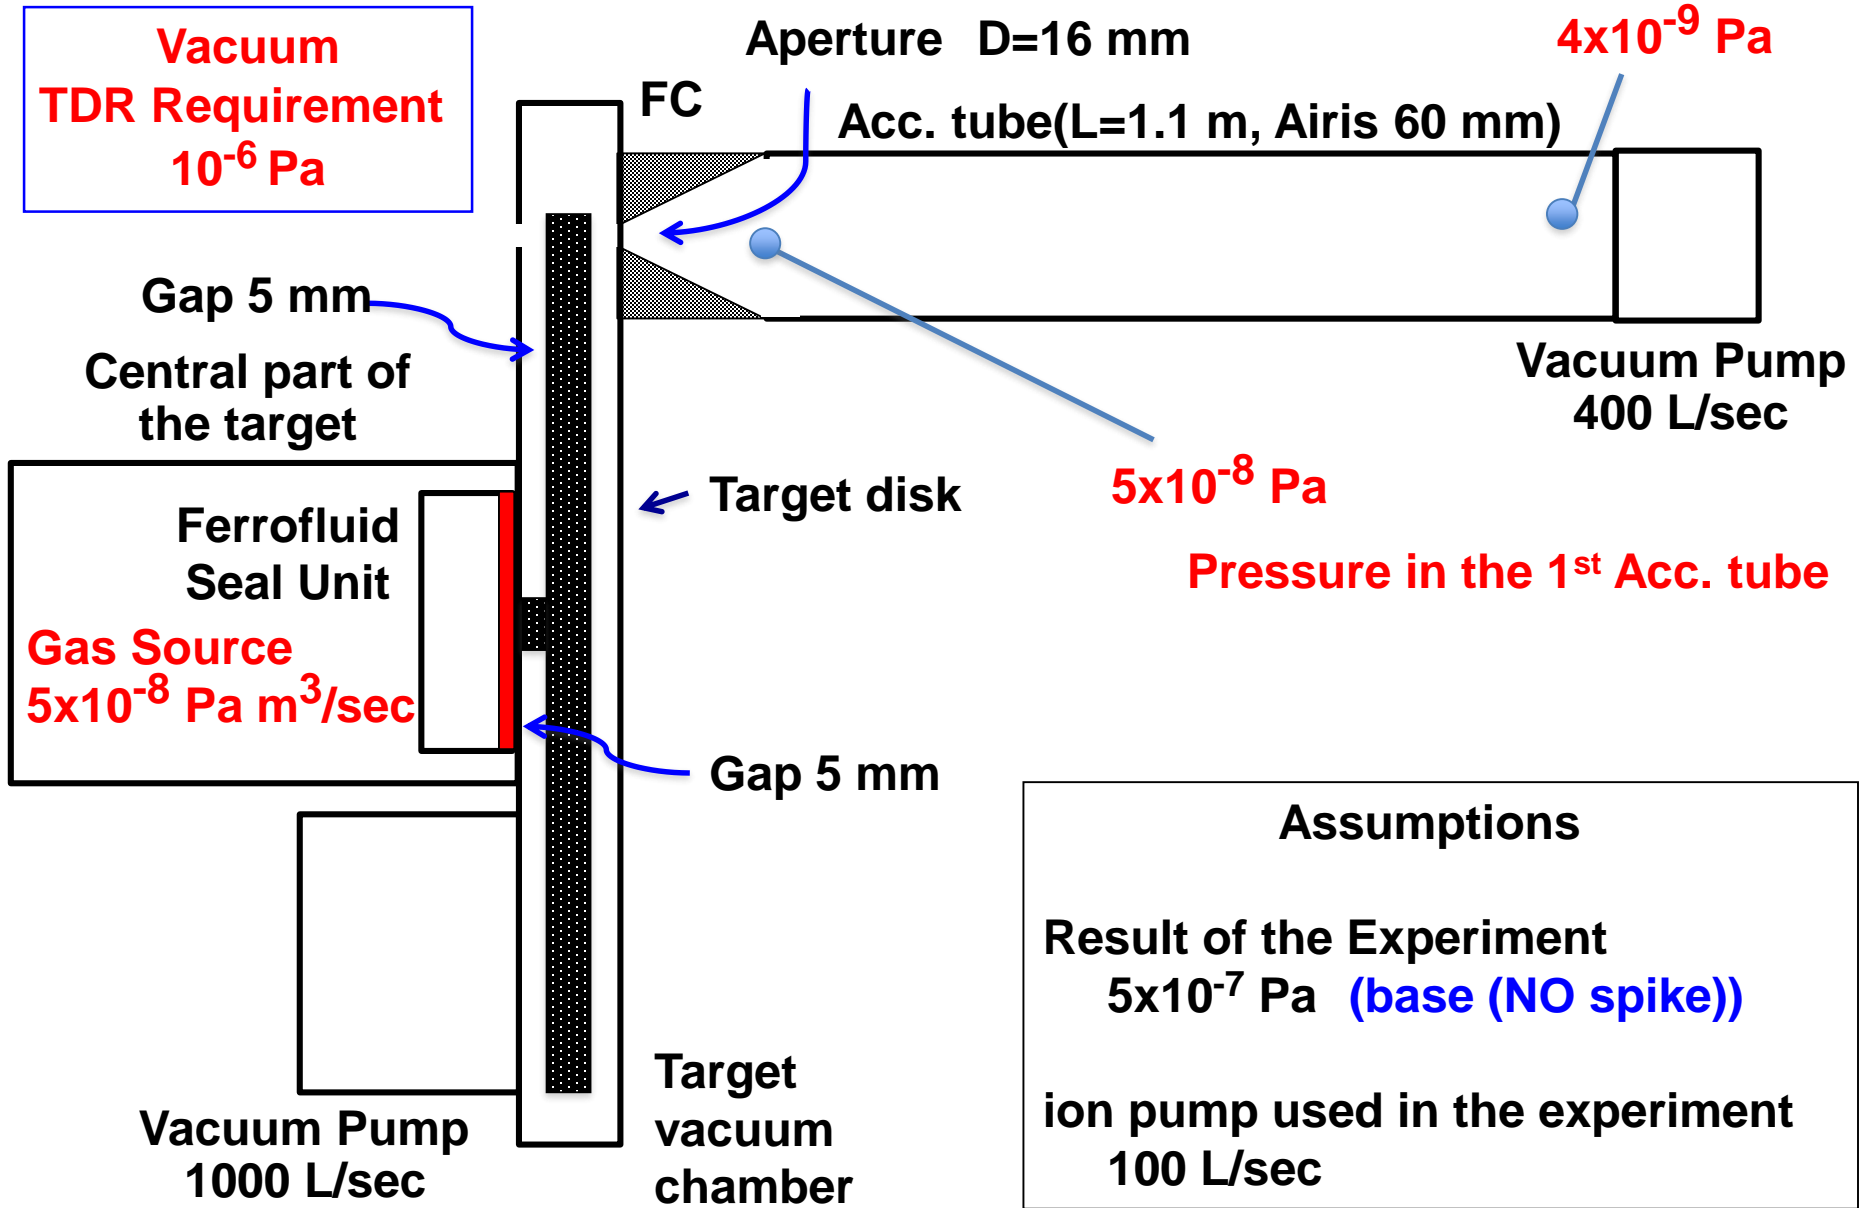 Vacuum
TDR Requirement
10⁻⁶ Pa
Aperture D=16 mm
4x10⁻⁹ Pa
FC
Acc. tube(L=1.1 m, Airis 60 mm)
Gap 5 mm
Central part of
the target
Vacuum Pump
400 L/sec
5x10⁻⁸ Pa
Target disk
Ferrofluid
Seal Unit
Pressure in the 1ˢᵗ Acc. tube
Gas Source
5x10⁻⁸ Pa m³/sec
Gap 5 mm
Assumptions
Result of the Experiment
5x10⁻⁷ Pa (base (NO spike))
ion pump used in the experiment
100 L/sec
Target
vacuum
chamber
Vacuum Pump
1000 L/sec